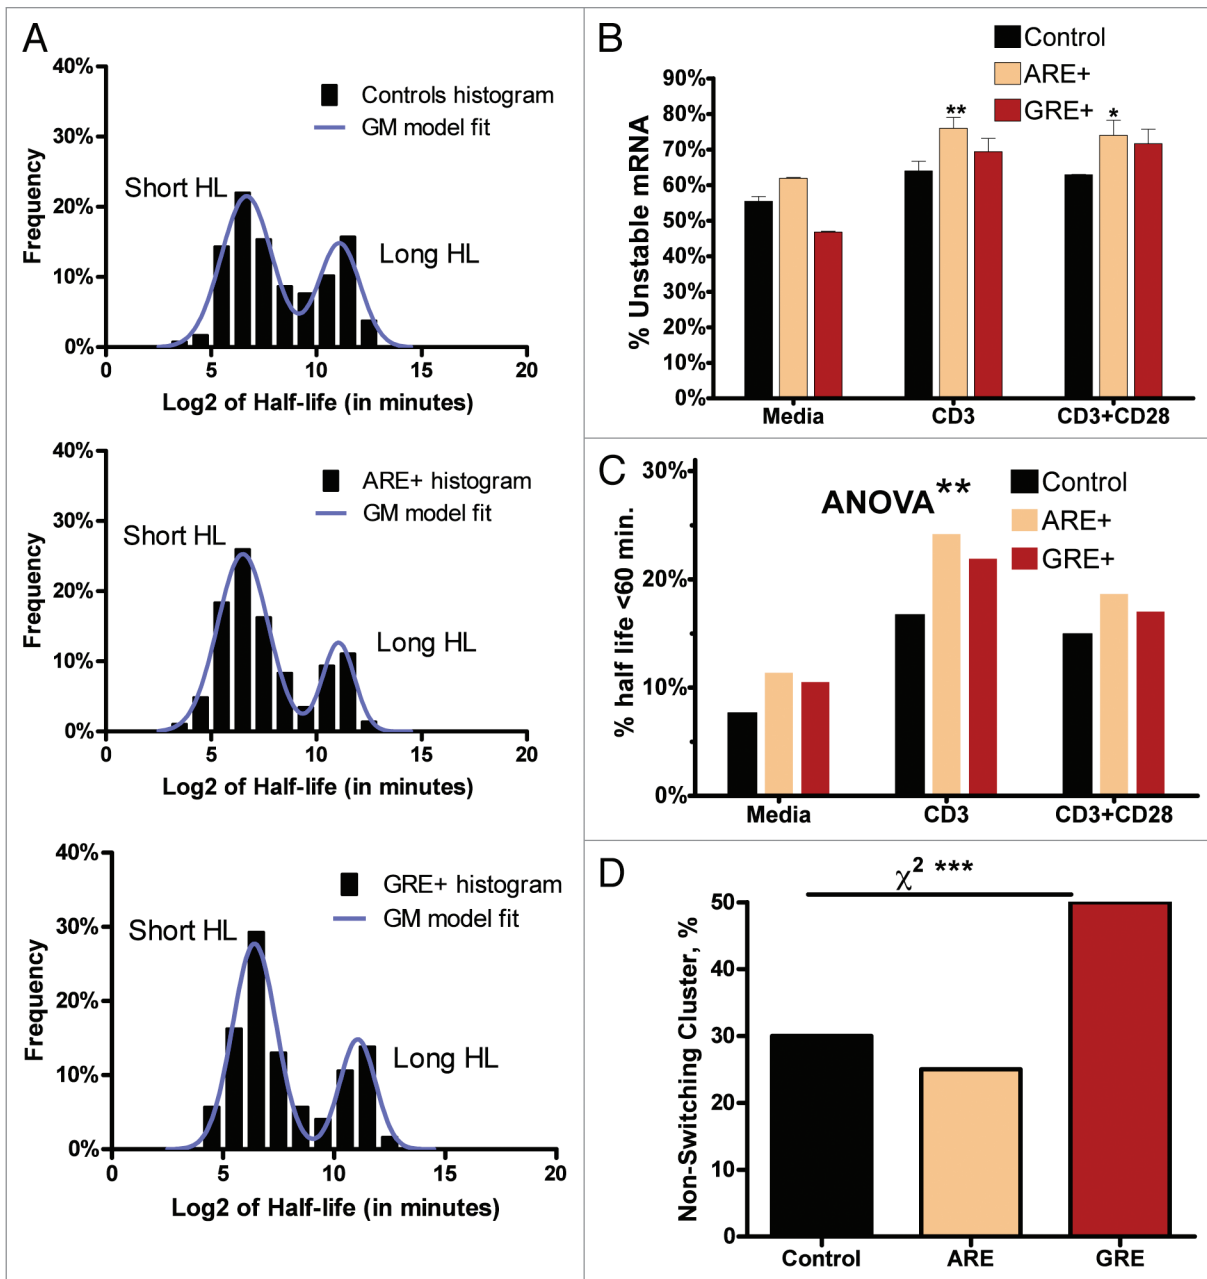 A
40%
30%
20%
10%
0%
Frequency
Controls histogram
GM model fit
Short HL
Long HL
0 5 10 15 20
Log2 of Half-life (in minutes)
40%
30%
20%
10%
0%
Frequency
ARE+ histogram
GM model fit
Short HL
Long HL
0 5 10 15 20
Log2 of Half-life (in minutes)
40%
30%
20%
10%
0%
Frequency
GRE+ histogram
GM model fit
Short HL
Long HL
0 5 10 15 20
Log2 of Half-life (in minutes)
B
Control
ARE+
GRE+
90%
80%
70%
60%
50%
40%
30%
20%
10%
0%
% Unstable mRNA
**
*
Media CD3 CD3+CD28
C
30%
20%
10%
0%
% half life <60 min.
ANOVA**
Control
ARE+
GRE+
Media CD3 CD3+CD28
D
χ² ***
50
40
30
20
10
0
Non-Switching Cluster, %
Control ARE GRE